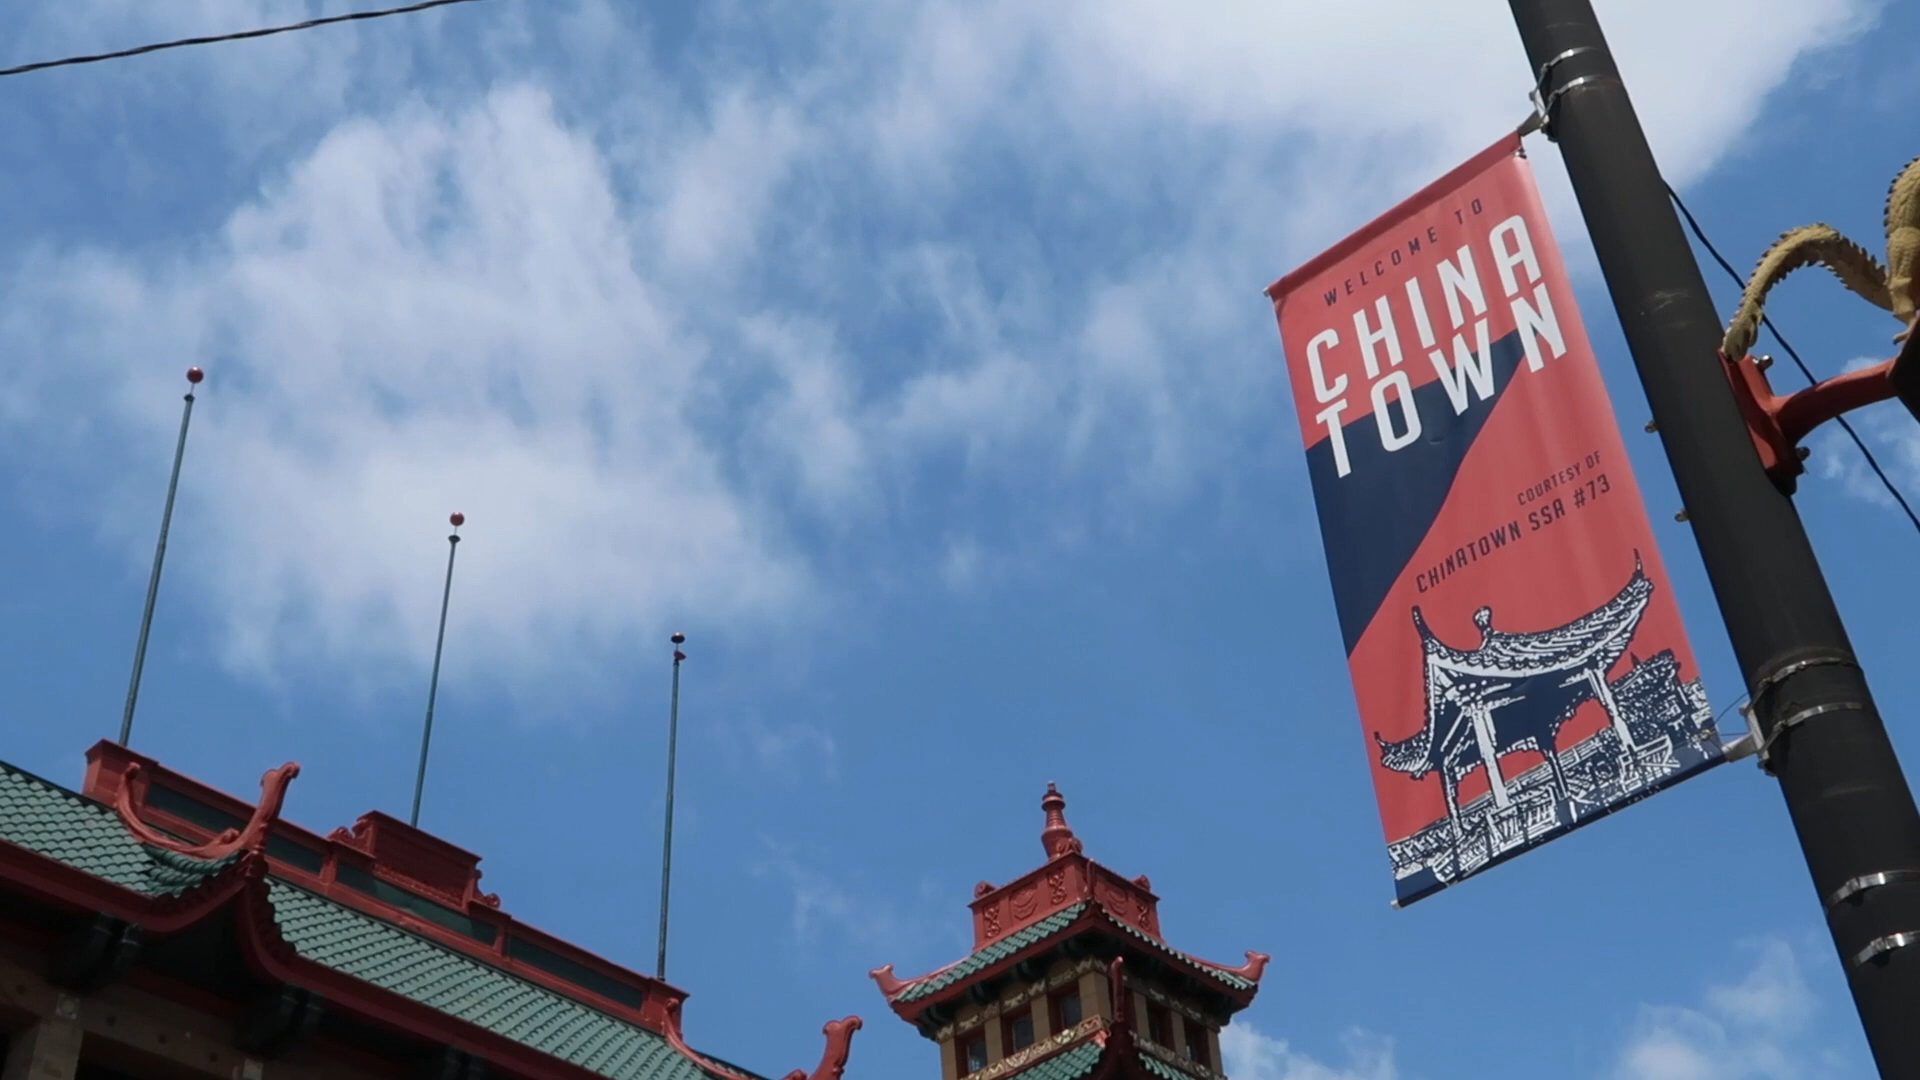 WELCOME TO
CHINA
TOWN
COURTESY OF
CHINATOWN SSA #73